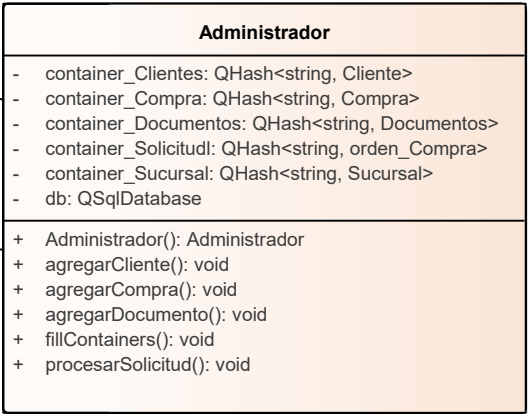 Administrador
- container_Clientes: QHash<string, Cliente>
- container_Compra: QHash<string, Compra>
- container_Documentos: QHash<string, Documentos>
- container_Solicitudl: QHash<string, orden_Compra>
- container_Sucursal: QHash<string, Sucursal>
- db: QSqlDatabase
+ Administrador(): Administrador
+ agregarCliente(): void
+ agregarCompra(): void
+ agregarDocumento(): void
+ fillContainers(): void
+ procesarSolicitud(): void